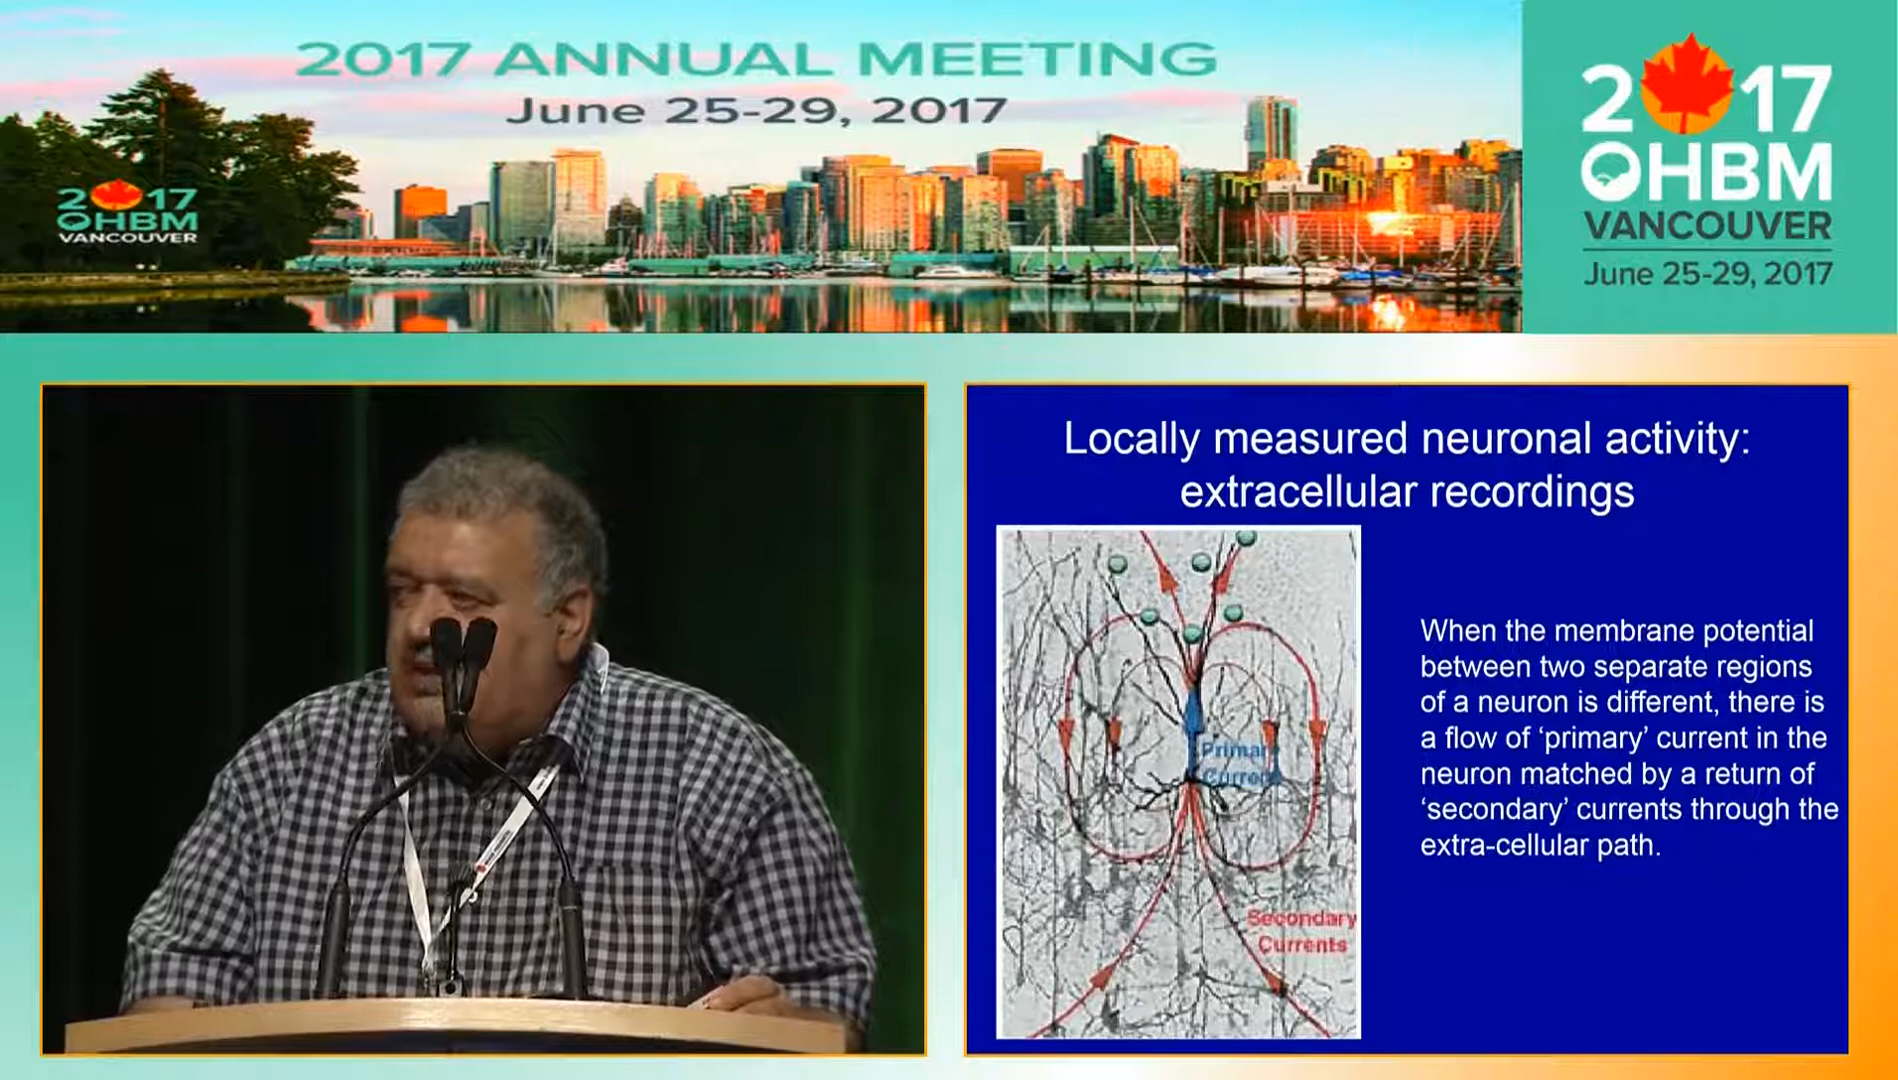 2017 ANNUAL MEETING
June 25-29, 2017
2017
OHBM
VANCOUVER
2017
OHBM
VANCOUVER
June 25-29, 2017
Locally measured neuronal activity:
extracellular recordings
Primary
Current
Secondary
Currents
When the membrane potential
between two separate regions
of a neuron is different, there is
a flow of ‘primary’ current in the
neuron matched by a return of
‘secondary’ currents through the
extra-cellular path.